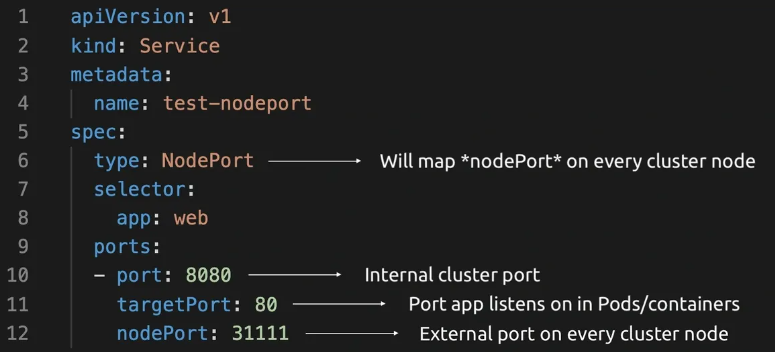 1 apiVersion: v1
2 kind: Service
3 metadata:
4 name: test-nodeport
5 spec:
6 type: NodePort Will map *nodePort* on every cluster node
7 selector:
8 app: web
9 ports:
10 - port: 8080 Internal cluster port
11 targetPort: 80 Port app listens on in Pods/containers
12 nodePort: 31111 External port on every cluster node